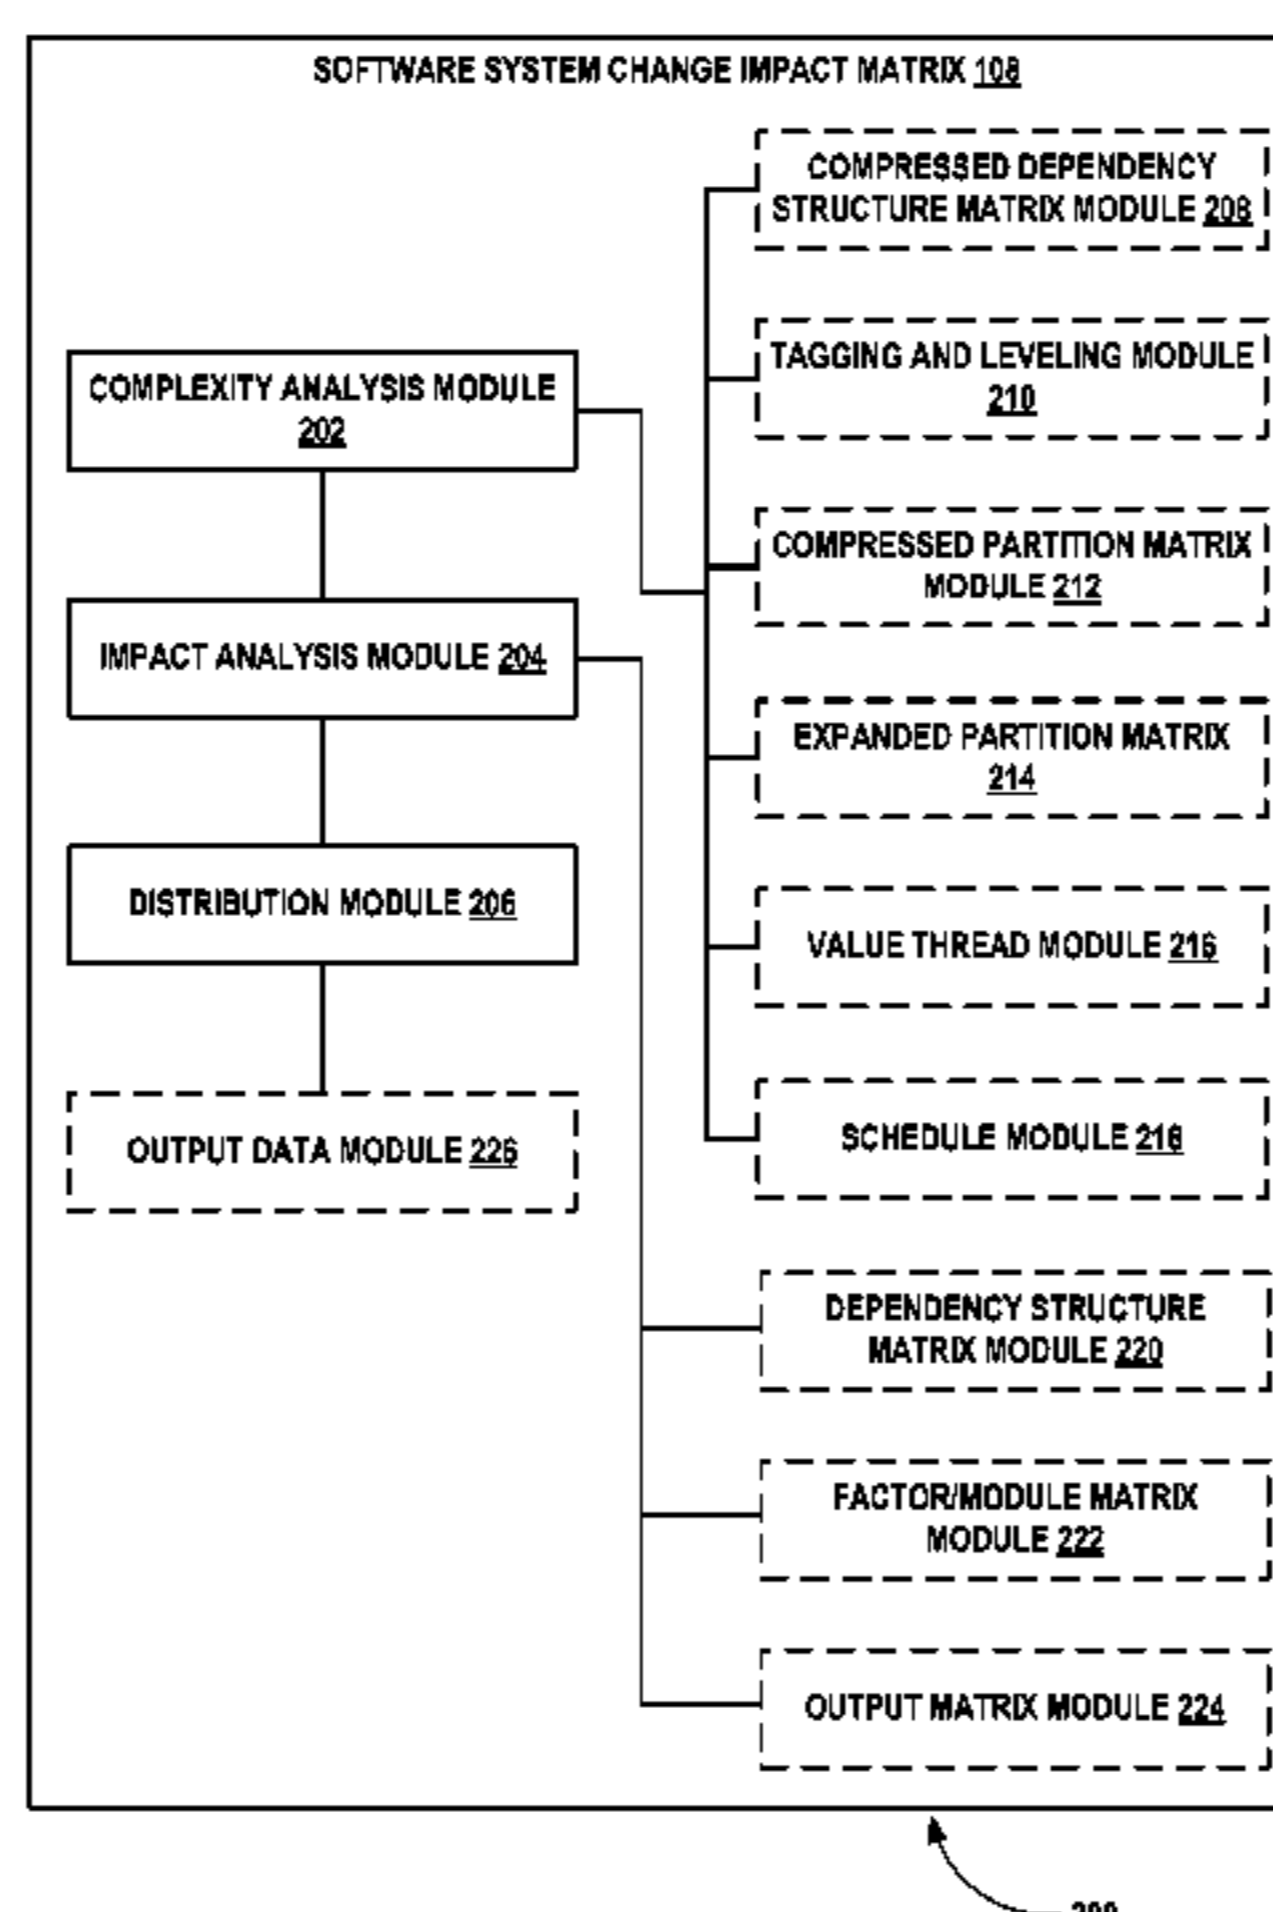 SOFTWARE SYSTEM CHANGE IMPACT MATRIX 108
COMPRESSED DEPENDENCY
STRUCTURE MATRIX MODULE 208
TAGGING AND LEVELING MODULE
210
COMPLEXITY ANALYSIS MODULE
202
COMPRESSED PARTITION MATRIX
MODULE 212
IMPACT ANALYSIS MODULE 204
EXPANDED PARTITION MATRIX
214
DISTRIBUTION MODULE 206
VALUE THREAD MODULE 216
OUTPUT DATA MODULE 226
SCHEDULE MODULE 218
DEPENDENCY STRUCTURE
MATRIX MODULE 220
FACTOR/MODULE MATRIX
MODULE 222
OUTPUT MATRIX MODULE 224